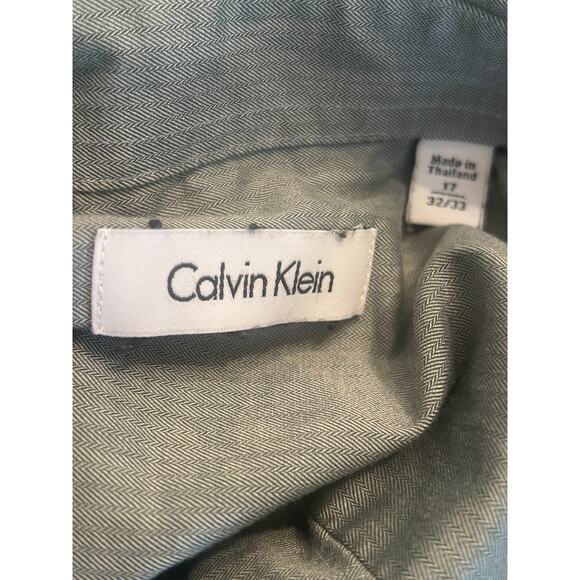 Calvin Klein
Made in
Thailand
17
32/33